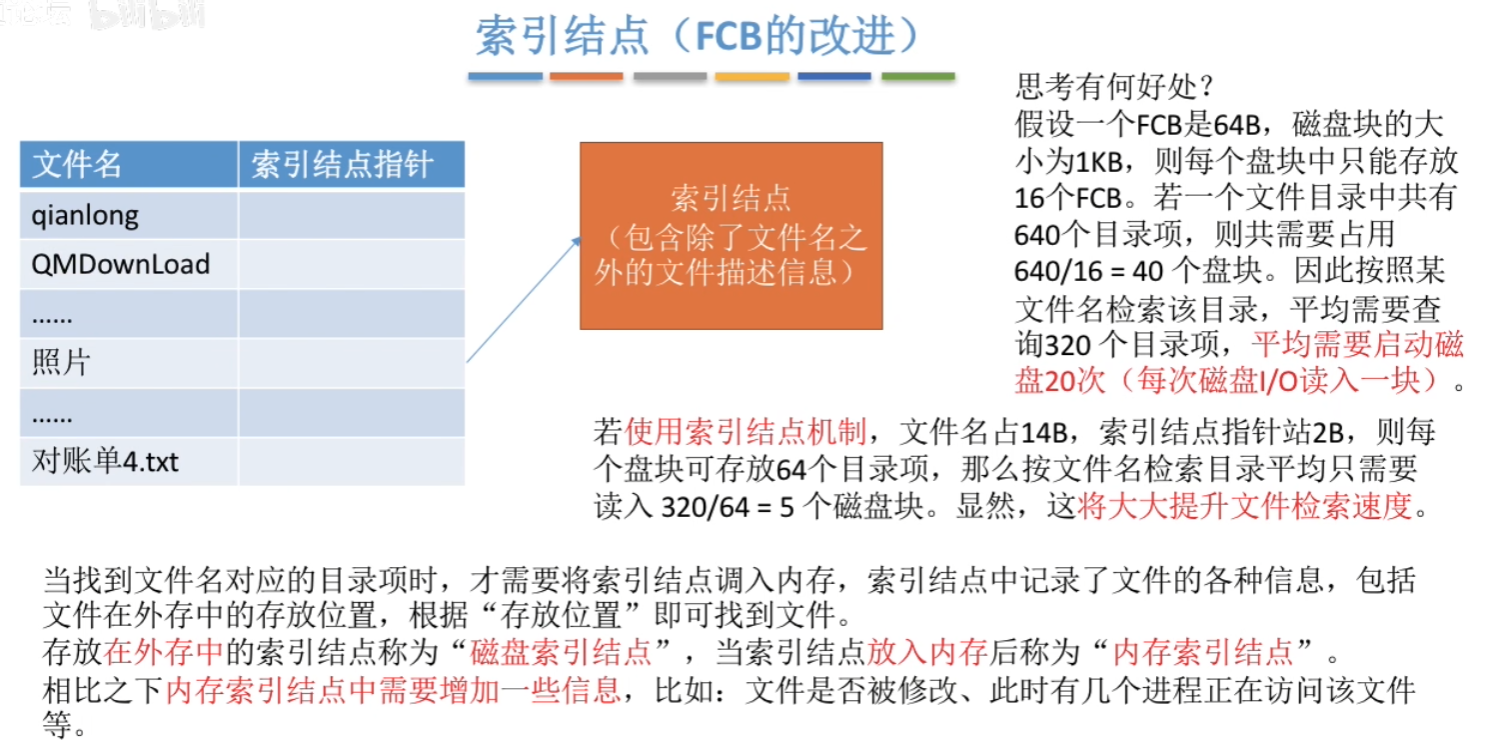 索引结点（FCB的改进）
文件名 索引结点指针
qianlong
QMDownLoad
……
照片
……
对账单4.txt
索引结点
（包含除了文件名之
外的文件描述信息）
思考有何好处？
假设一个FCB是64B，磁盘块的大
小为1KB，则每个盘块中只能存放
16个FCB。若一个文件目录中共有
640个目录项，则共需要占用
640/16 = 40 个盘块。因此按照某
文件名检索该目录，平均需要查
询320 个目录项，平均需要启动磁
盘20次（每次磁盘I/O读入一块）。
若使用索引结点机制，文件名占14B，索引结点指针站2B，则每
个盘块可存放64个目录项，那么按文件名检索目录平均只需要
读入 320/64 = 5 个磁盘块。显然，这将大大提升文件检索速度。
当找到文件名对应的目录项时，才需要将索引结点调入内存，索引结点中记录了文件的各种信息，包括
文件在外存中的存放位置，根据“存放位置”即可找到文件。
存放在外存中的索引结点称为“磁盘索引结点”，当索引结点放入内存后称为“内存索引结点”。
相比之下内存索引结点中需要增加一些信息，比如：文件是否被修改、此时有几个进程正在访问该文件
等。